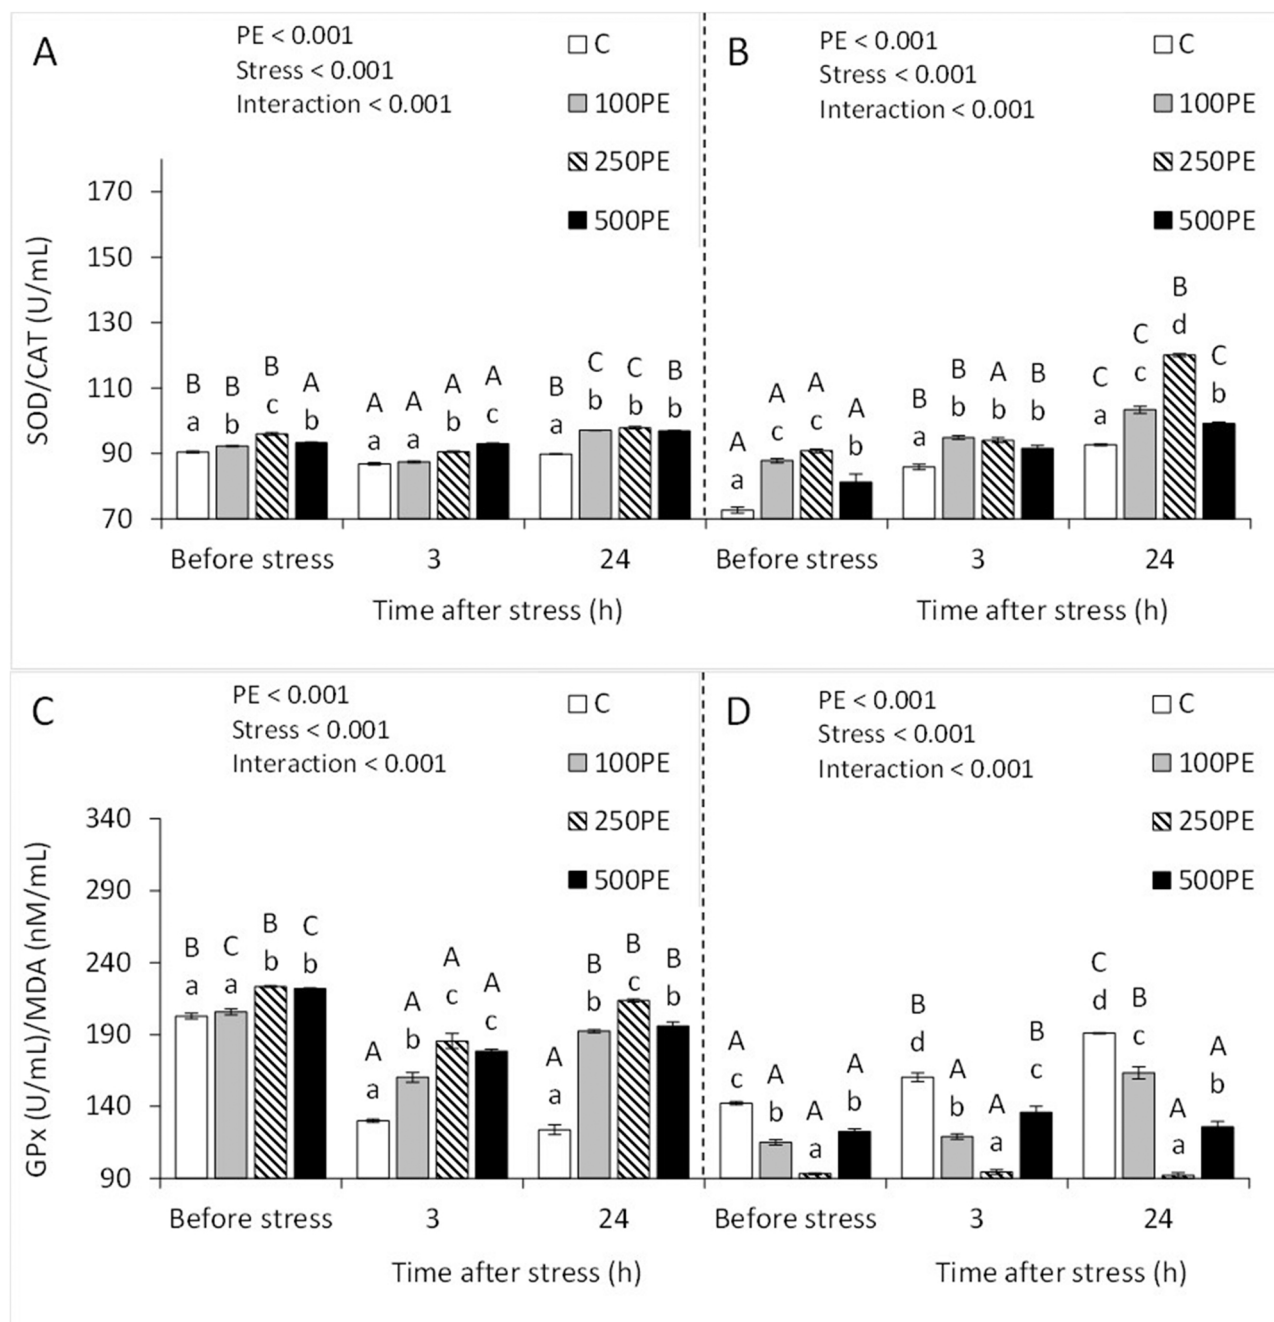 A
PE < 0.001
Stress < 0.001
Interaction < 0.001
C
100PE
250PE
500PE
SOD/CAT (U/mL)
170
150
130
110
90
70
B B B A
a b c b
A A A A
a a b c
B C C B
a b b b
Before stress 3 24
Time after stress (h)
B
PE < 0.001
Stress < 0.001
Interaction < 0.001
C
100PE
250PE
500PE
A A A A
a c c b
B B A B
a b b b
C C B C
a c d b
Before stress 3 24
Time after stress (h)
C
PE < 0.001
Stress < 0.001
Interaction < 0.001
C
100PE
250PE
500PE
GPx (U/mL)/MDA (nM/mL)
340
290
240
190
140
90
B C B C
a a b b
A A A A
a b c c
A B B B
a b c b
Before stress 3 24
Time after stress (h)
D
PE < 0.001
Stress < 0.001
Interaction < 0.001
C
100PE
250PE
500PE
A A A A
c b a b
B A A B
d b a c
C B A A
d c a b
Before stress 3 24
Time after stress (h)